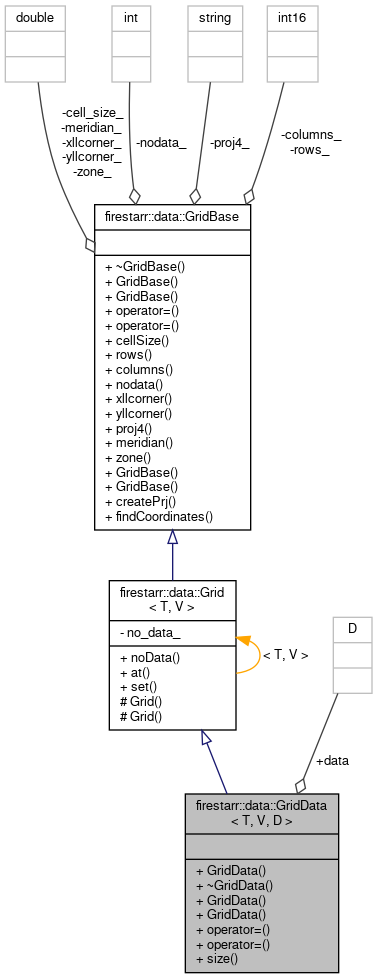 double
int
string
int16
-cell_size_
-meridian_
-xllcorner_
-yllcorner_
-zone_
-nodata_
-proj4_
-columns_
-rows_
firestarr::data::GridBase
+ ~GridBase()
+ GridBase()
+ GridBase()
+ operator=()
+ operator=()
+ cellSize()
+ rows()
+ columns()
+ nodata()
+ xllcorner()
+ yllcorner()
+ proj4()
+ meridian()
+ zone()
+ GridBase()
+ GridBase()
+ createPrj()
+ findCoordinates()
firestarr::data::Grid
< T, V >
- no_data_
+ noData()
+ at()
+ set()
# Grid()
# Grid()
< T, V >
D
+data
firestarr::data::GridData
< T, V, D >
+ GridData()
+ ~GridData()
+ GridData()
+ GridData()
+ operator=()
+ operator=()
+ size()